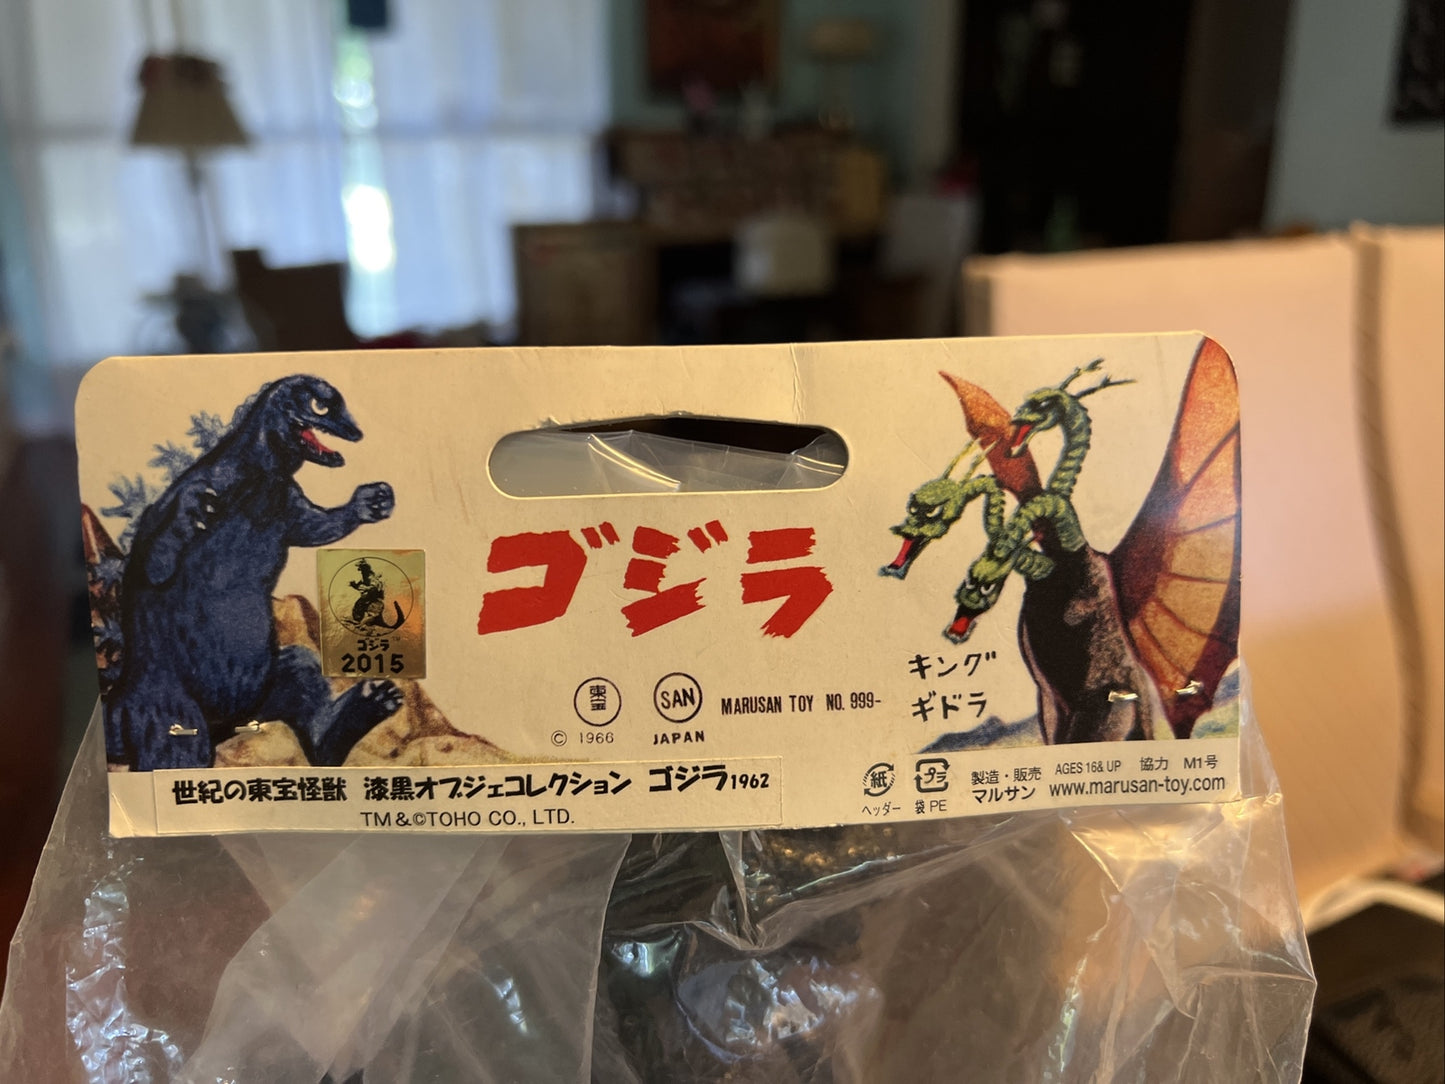 ゴジラ
ゴジラ™
2015
東宝
© 1966
SAN
JAPAN
MARUSAN TOY NO. 999-
キング
ギドラ
世紀の東宝怪獣 漆黒オブジェコレクション ゴジラ1962
TM&©TOHO CO., LTD.
紙
ヘッダー
プラ
袋 PE
製造・販売
マルサン
AGES 16& UP 協力 M1号
www.marusan-toy.com